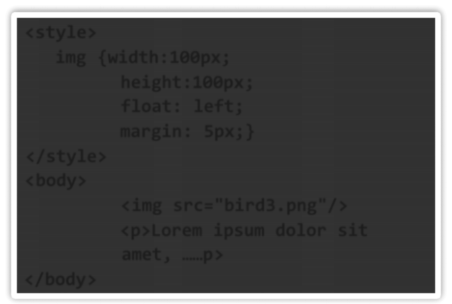 <style>
img {width:100px;
height:100px;
float: left;
margin: 5px;}
</style>
<body>
<img src="bird3.png"/>
<p>Lorem ipsum dolor sit
amet, ……p>
</body>